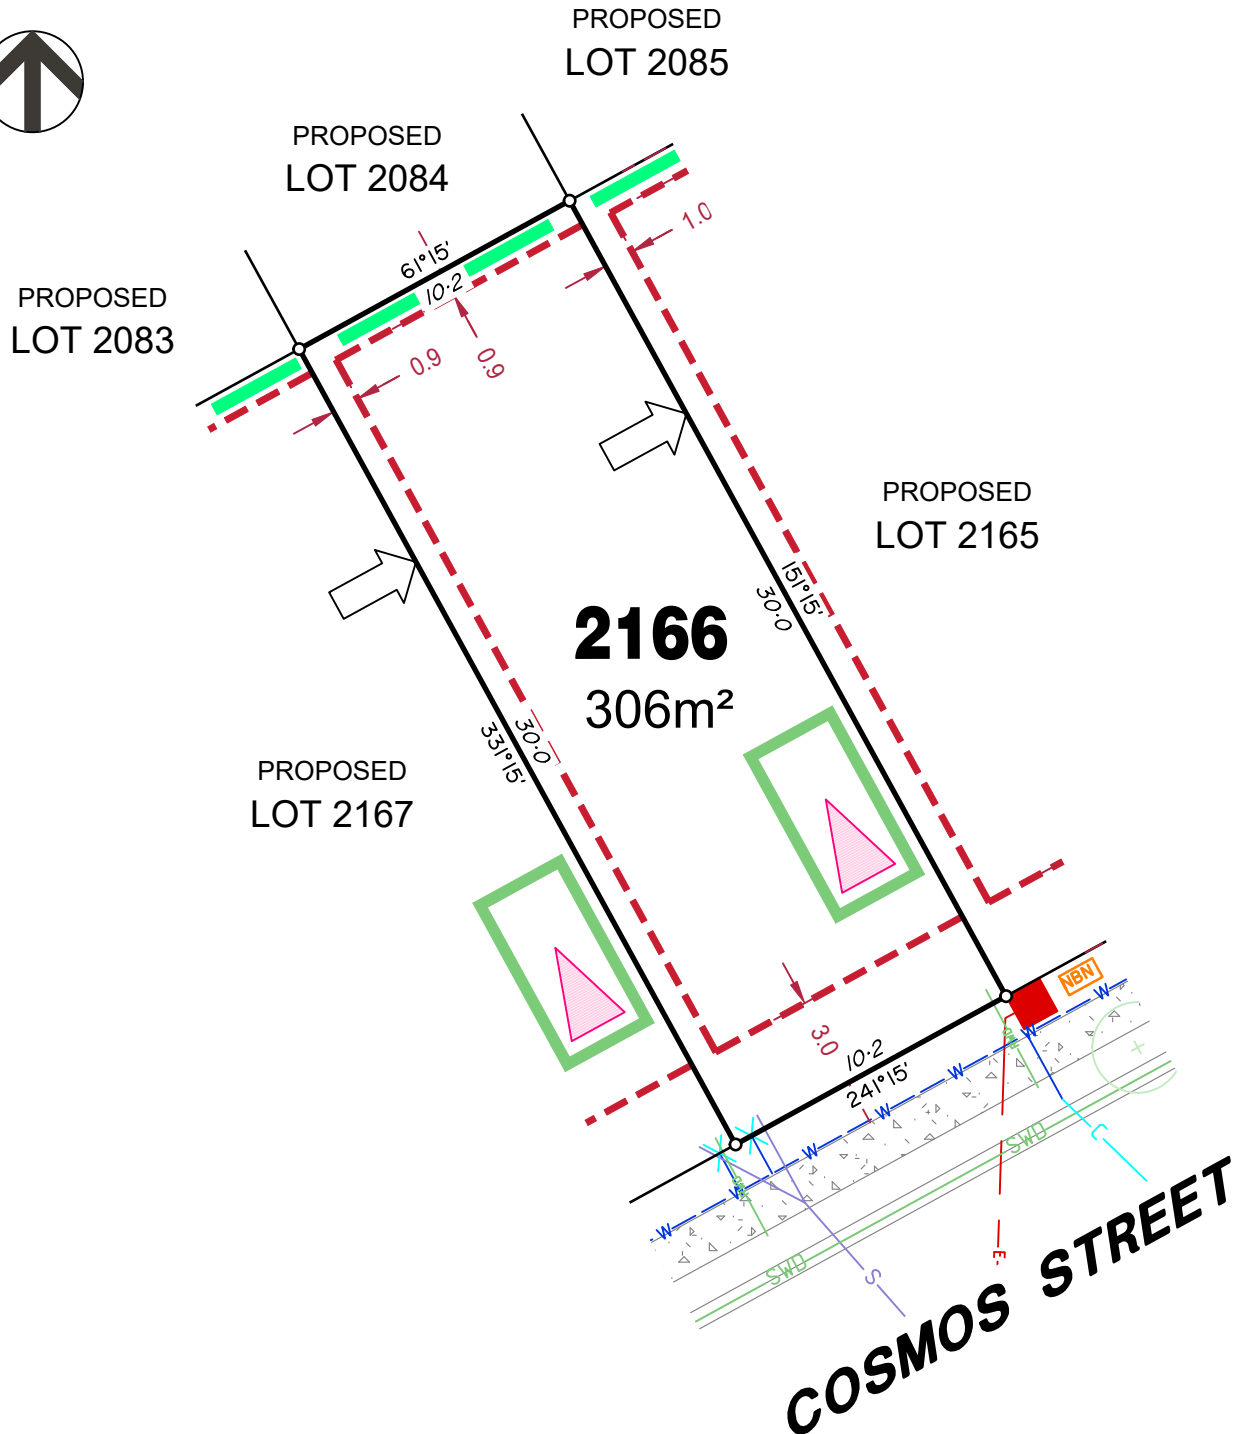 PROPOSED
LOT 2085
PROPOSED
LOT 2084
PROPOSED
LOT 2083
61°15'
10·2
1.0
0.9
0.9
PROPOSED
LOT 2165
151°15'
30·0
2166
306m²
30·0
331°15'
PROPOSED
LOT 2167
3.0
10·2
241°15'
NBN
W
W
W
W
W
W
W
SWD
SWD
C
E
S
COSMOS STREET